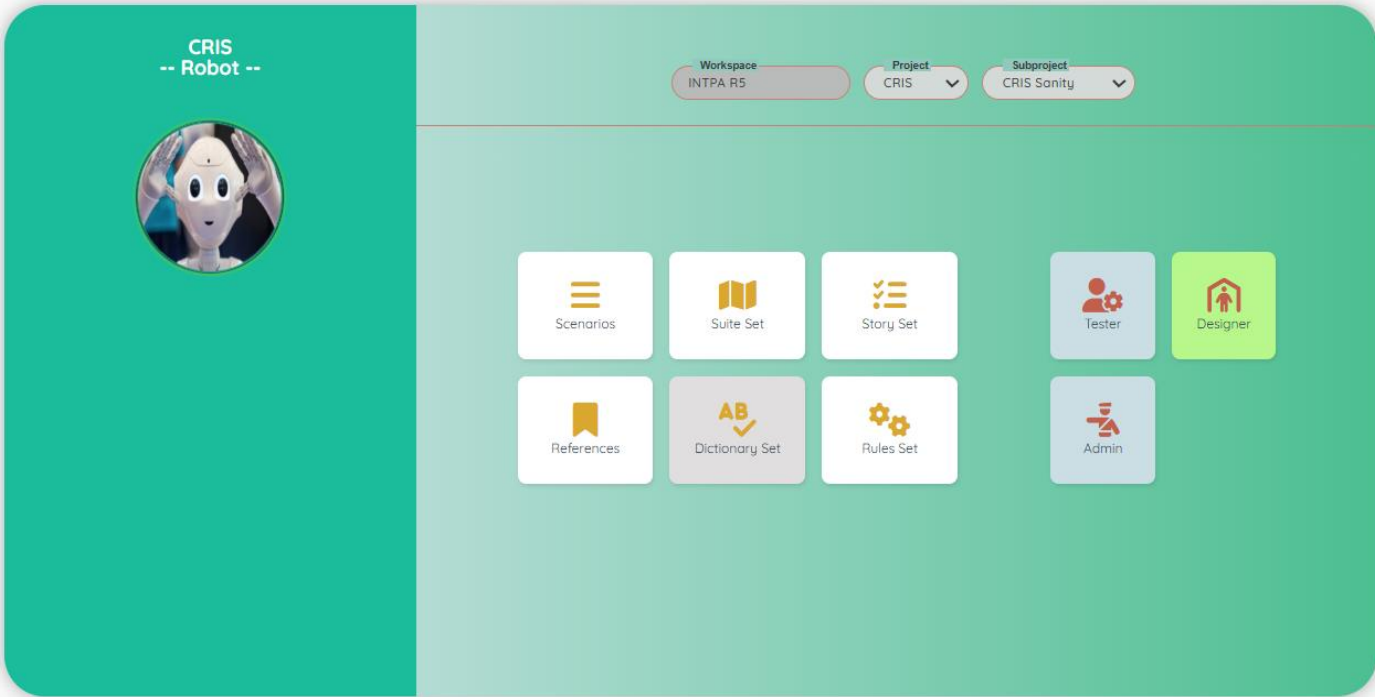 CRIS
-- Robot --
Workspace
INTPA R5
Project
CRIS
Subproject
CRIS Sanity
Scenarios
Suite Set
Story Set
Tester
Designer
References
AB
Dictionary Set
Rules Set
Admin